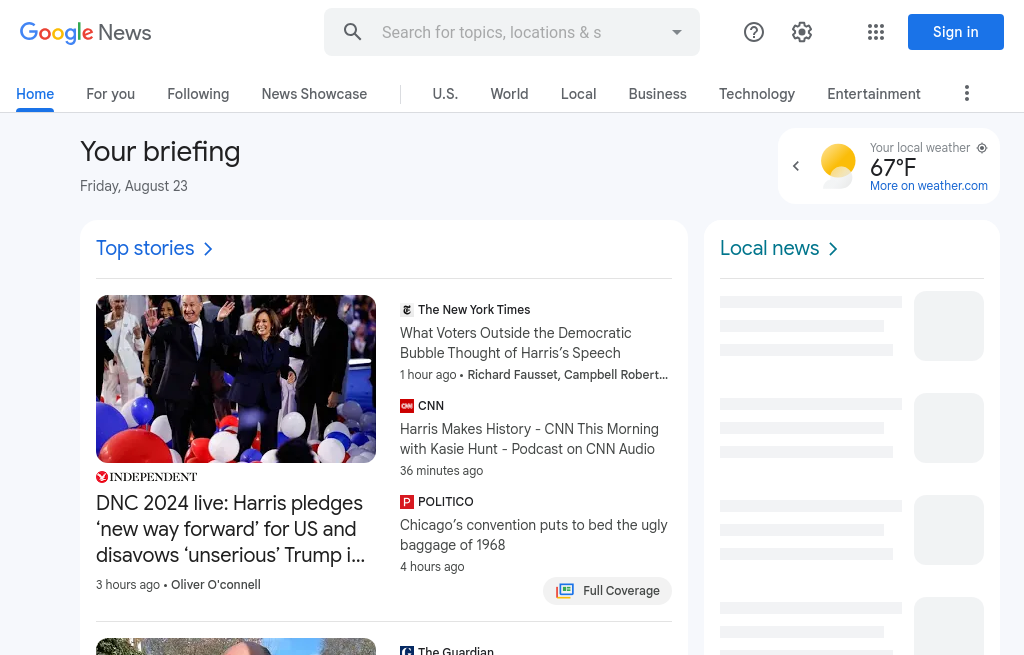 Google News
Search for topics, locations & s
Sign in
Home
For you
Following
News Showcase
U.S.
World
Local
Business
Technology
Entertainment
Your briefing
Friday, August 23
Your local weather
67°F
More on weather.com
Top stories
INDEPENDENT
DNC 2024 live: Harris pledges
‘new way forward’ for US and
disavows ‘unserious’ Trump i...
3 hours ago • Oliver O'connell
The New York Times
What Voters Outside the Democratic
Bubble Thought of Harris’s Speech
1 hour ago • Richard Fausset, Campbell Robert...
CNN
Harris Makes History - CNN This Morning
with Kasie Hunt - Podcast on CNN Audio
36 minutes ago
POLITICO
Chicago’s convention puts to bed the ugly
baggage of 1968
4 hours ago
Full Coverage
The Guardian
Local news